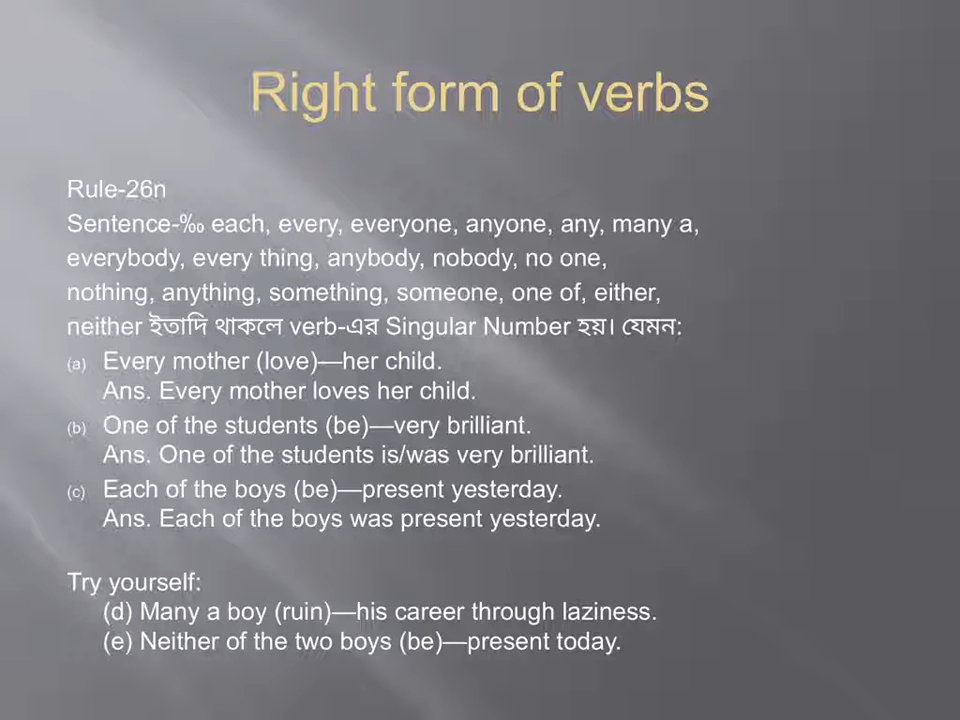 Right form of verbs
Rule-26n
Sentence-‰ each, every, everyone, anyone, any, many a,
everybody, every thing, anybody, nobody, no one,
nothing, anything, something, someone, one of, either,
neither ইতাদি থাকলে verb-এর Singular Number হয়। যেমন:
(a) Every mother (love)—her child.
Ans. Every mother loves her child.
(b) One of the students (be)—very brilliant.
Ans. One of the students is/was very brilliant.
(c) Each of the boys (be)—present yesterday.
Ans. Each of the boys was present yesterday.
Try yourself:
(d) Many a boy (ruin)—his career through laziness.
(e) Neither of the two boys (be)—present today.